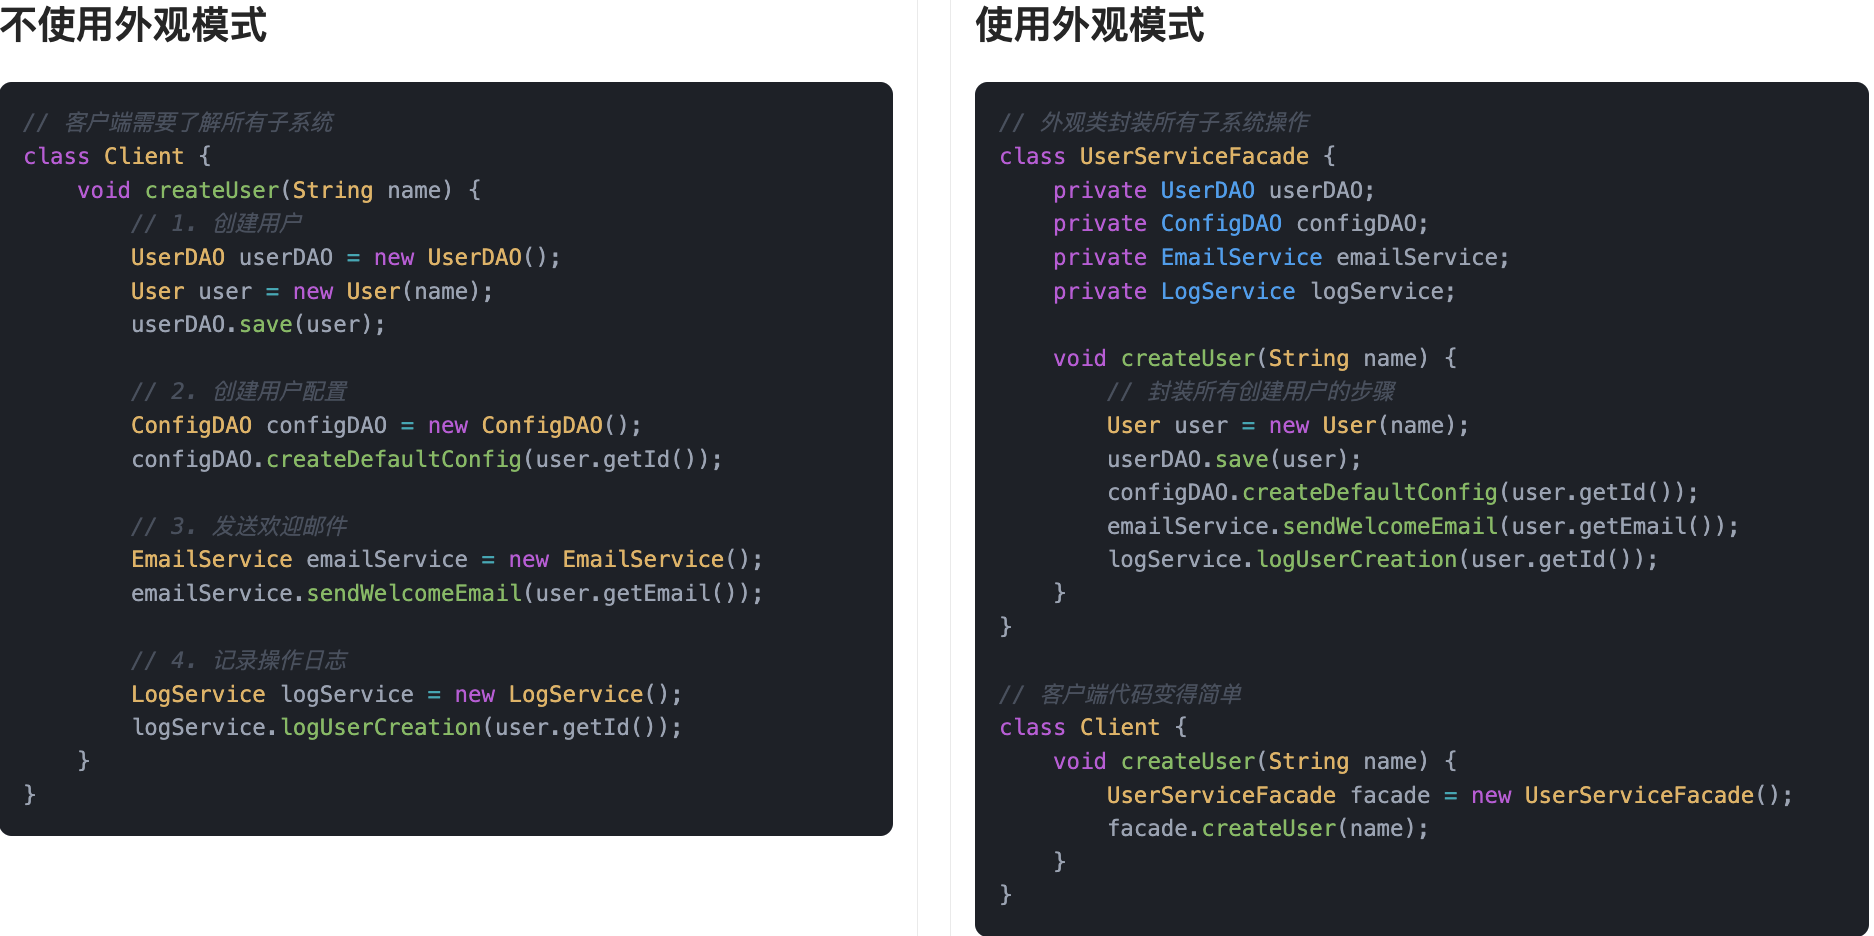 不使用外观模式
// 客户端需要了解所有子系统
class Client {
    void createUser(String name) {
        // 1. 创建用户
        UserDAO userDAO = new UserDAO();
        User user = new User(name);
        userDAO.save(user);

        // 2. 创建用户配置
        ConfigDAO configDAO = new ConfigDAO();
        configDAO.createDefaultConfig(user.getId());

        // 3. 发送欢迎邮件
        EmailService emailService = new EmailService();
        emailService.sendWelcomeEmail(user.getEmail());

        // 4. 记录操作日志
        LogService logService = new LogService();
        logService.logUserCreation(user.getId());
    }
}
使用外观模式
// 外观类封装所有子系统操作
class UserServiceFacade {
    private UserDAO userDAO;
    private ConfigDAO configDAO;
    private EmailService emailService;
    private LogService logService;

    void createUser(String name) {
        // 封装所有创建用户的步骤
        User user = new User(name);
        userDAO.save(user);
        configDAO.createDefaultConfig(user.getId());
        emailService.sendWelcomeEmail(user.getEmail());
        logService.logUserCreation(user.getId());
    }
}

// 客户端代码变得简单
class Client {
    void createUser(String name) {
        UserServiceFacade facade = new UserServiceFacade();
        facade.createUser(name);
    }
}